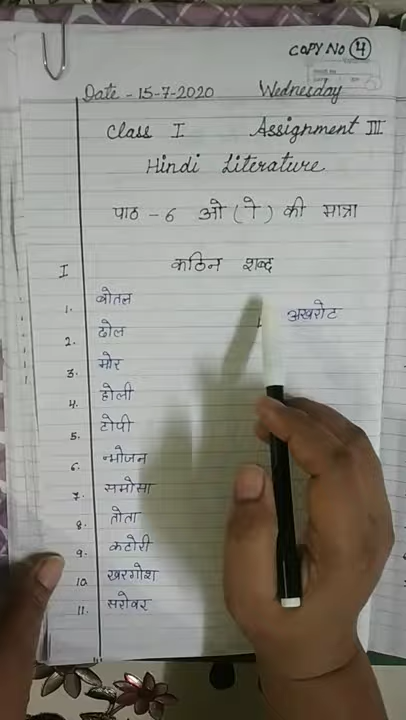 COPY NO 4
Date - 15-7-2020 Wednesday
Class I Assignment III
Hindi Literature
पाठ - 6 ओ ( ो ) की मात्रा
I कठिन शब्द
1. बोतल
अखरोट
2. ढोल
3. मोर
4. होली
5. टोपी
6. भोजन
7. समोसा
8. तोता
9. कटोरी
10 खरगोश
11. सरोवर